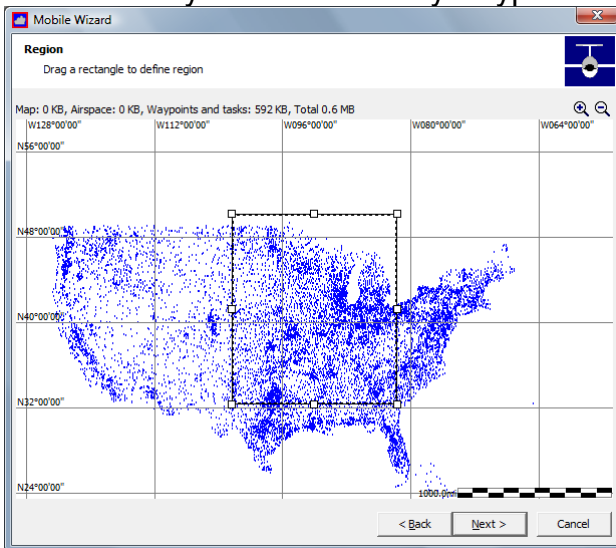 Mobile Wizard
Region
Drag a rectangle to define region
Map: 0 KB, Airspace: 0 KB, Waypoints and tasks: 592 KB, Total 0.6 MB
W128°00'00" W112°00'00" W096°00'00" W080°00'00" W064°00'00"
N56°00'00"
N48°00'00"
N40°00'00"
N32°00'00"
N24°00'00"
< Back Next > Cancel